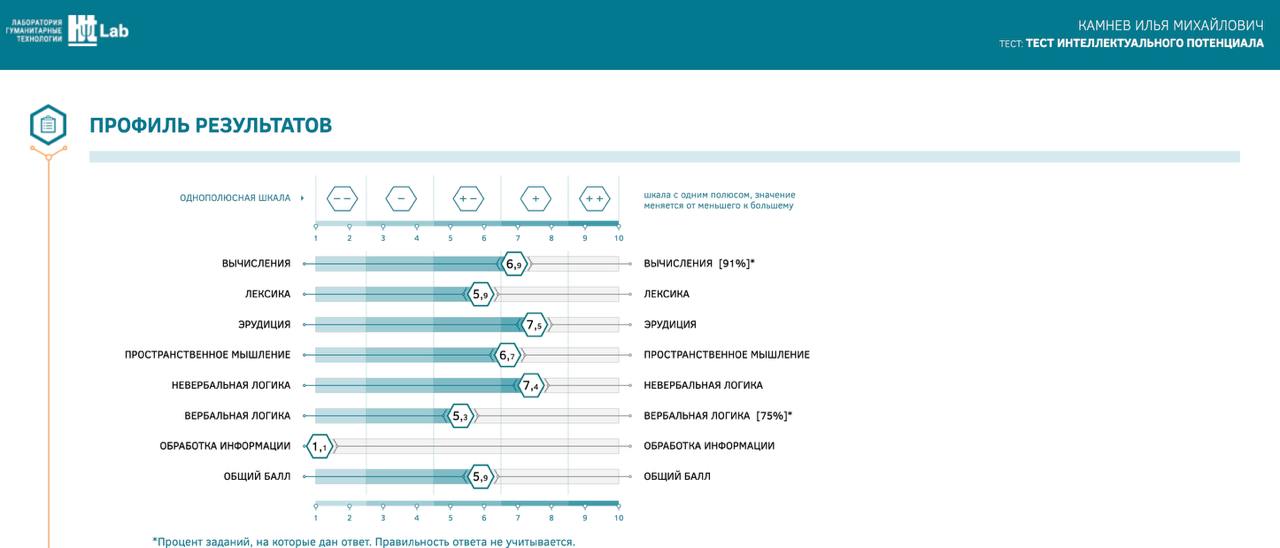 ЛАБОРАТОРИЯ
ГУМАНИТАРНЫЕ
ТЕХНОЛОГИИ
Lab
КАМНЕВ ИЛЬЯ МИХАЙЛОВИЧ
ТЕСТ: ТЕСТ ИНТЕЛЛЕКТУАЛЬНОГО ПОТЕНЦИАЛА
ПРОФИЛЬ РЕЗУЛЬТАТОВ
ОДНОПОЛЮСНАЯ ШКАЛА – – – + – + + + шкала с одним полюсом, значение
меняется от меньшего к большему
1 2 3 4 5 6 7 8 9 10
ВЫЧИСЛЕНИЯ 6,9 ВЫЧИСЛЕНИЯ [91%]*
ЛЕКСИКА 5,9 ЛЕКСИКА
ЭРУДИЦИЯ 7,5 ЭРУДИЦИЯ
ПРОСТРАНСТВЕННОЕ МЫШЛЕНИЕ 6,7 ПРОСТРАНСТВЕННОЕ МЫШЛЕНИЕ
НЕВЕРБАЛЬНАЯ ЛОГИКА 7,4 НЕВЕРБАЛЬНАЯ ЛОГИКА
ВЕРБАЛЬНАЯ ЛОГИКА 5,3 ВЕРБАЛЬНАЯ ЛОГИКА [75%]*
ОБРАБОТКА ИНФОРМАЦИИ 1,1 ОБРАБОТКА ИНФОРМАЦИИ
ОБЩИЙ БАЛЛ 5,9 ОБЩИЙ БАЛЛ
1 2 3 4 5 6 7 8 9 10
*Процент заданий, на которые дан ответ. Правильность ответа не учитывается.